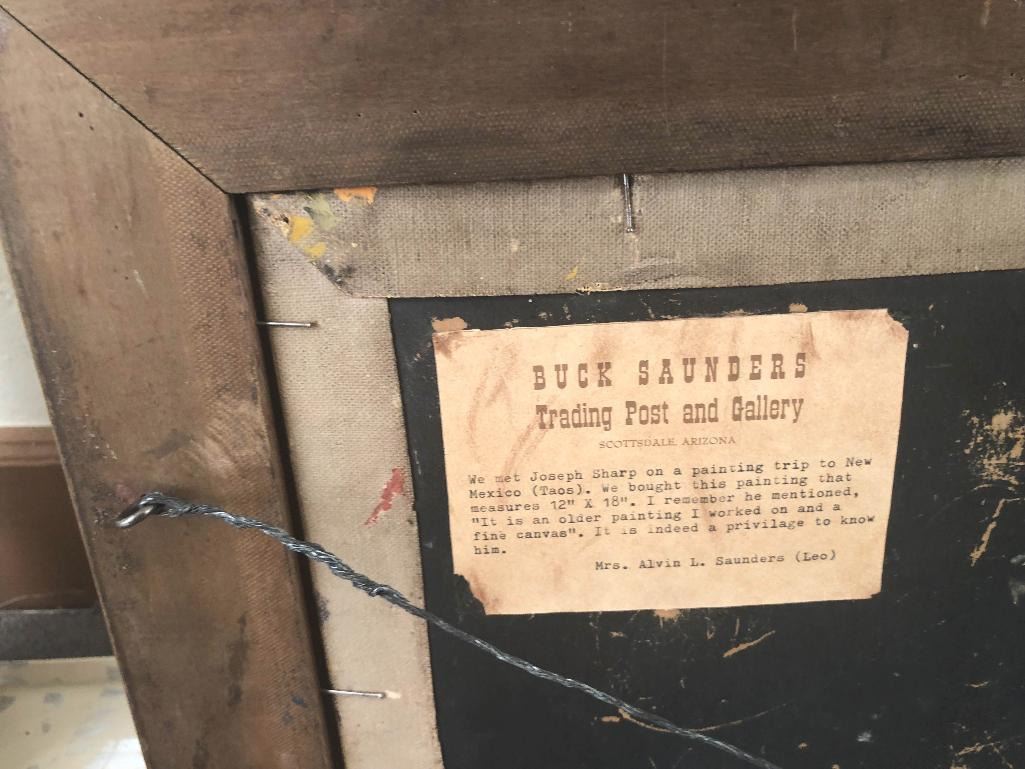 BUCK SAUNDERS
Trading Post and Gallery
SCOTTSDALE, ARIZONA
We met Joseph Sharp on a painting trip to New
Mexico (Taos). We bought this painting that
measures 12" X 18". I remember he mentioned,
"It is an older painting I worked on and a
fine canvas". It is indeed a privilage to know
him.
Mrs. Alvin L. Saunders (Leo)